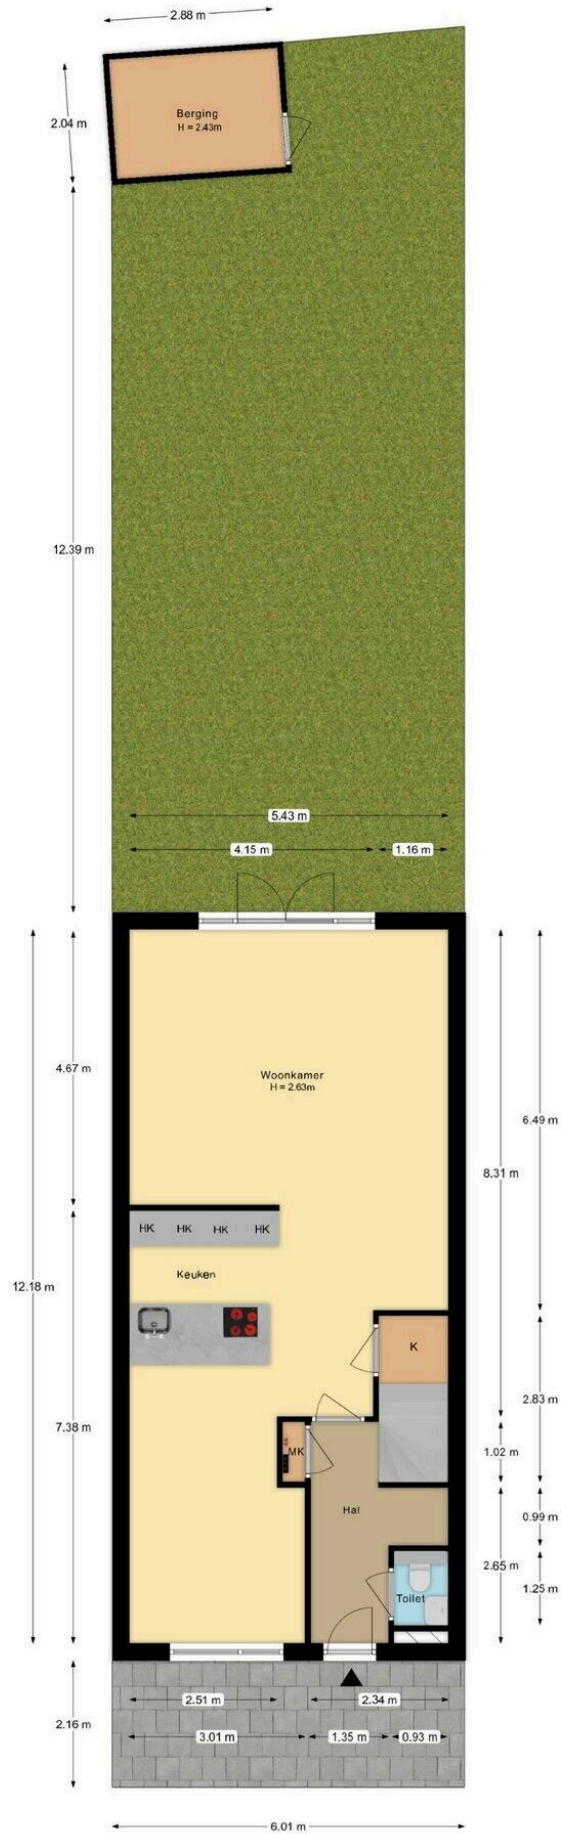 2.88 m
2.04 m
Berging
H = 2.43m
12.39 m
5.43 m
4.15 m
1.16 m
4.67 m
Woonkamer
H = 2.63m
6.49 m
8.31 m
HK HK HK HK
Keuken
12.18 m
K
2.83 m
7.38 m
MK
1.02 m
Hal
0.99 m
2.65 m
1.25 m
Toilet
2.51 m
2.34 m
2.16 m
3.01 m
1.35 m
0.93 m
6.01 m